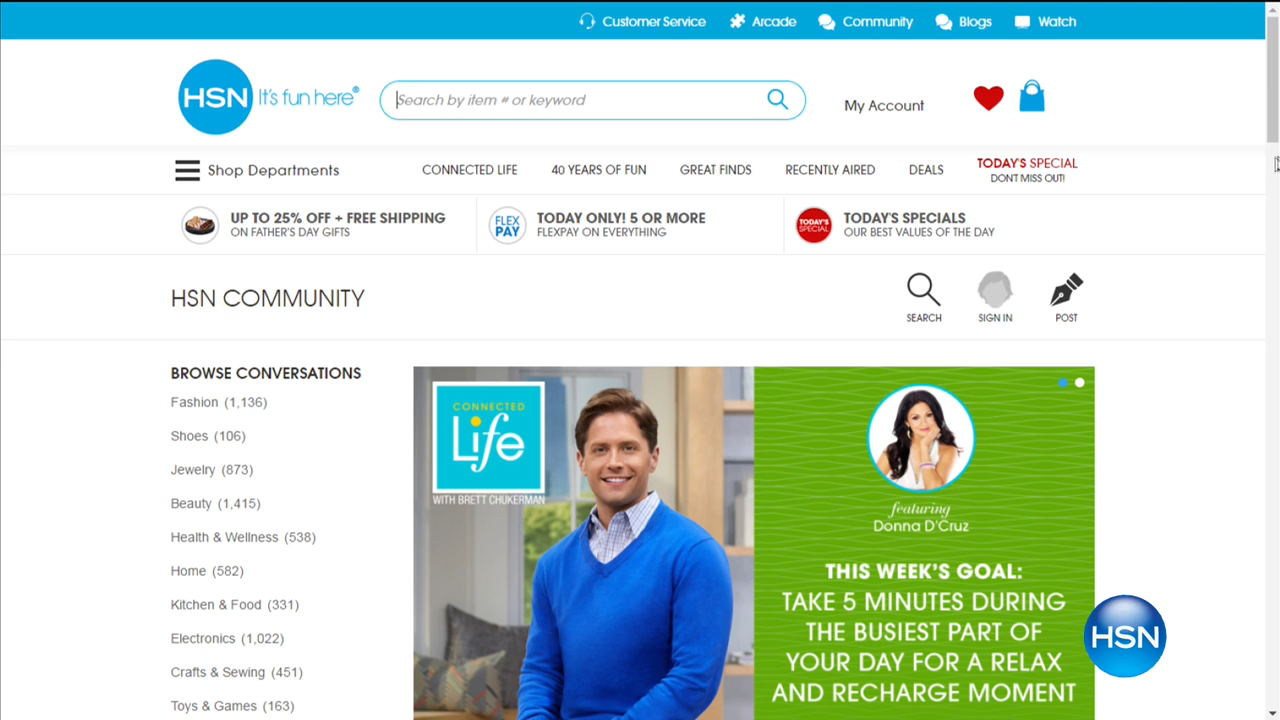 Customer Service Arcade Community Blogs Watch
HSN It's fun here®
Search by item # or keyword
My Account
Shop Departments
CONNECTED LIFE 40 YEARS OF FUN GREAT FINDS RECENTLY AIRED DEALS
TODAY'S SPECIAL
DON'T MISS OUT!
UP TO 25% OFF + FREE SHIPPING
ON FATHER'S DAY GIFTS
FLEX
PAY
TODAY ONLY! 5 OR MORE
FLEXPAY ON EVERYTHING
TODAY'S
SPECIAL
TODAY'S SPECIALS
OUR BEST VALUES OF THE DAY
HSN COMMUNITY
SEARCH SIGN IN POST
BROWSE CONVERSATIONS
Fashion (1,136)
Shoes (106)
Jewelry (873)
Beauty (1,415)
Health & Wellness (538)
Home (582)
Kitchen & Food (331)
Electronics (1,022)
Crafts & Sewing (451)
Toys & Games (163)
CONNECTED
Life
WITH BRETT CHUKERMAN
featuring
Donna D'Cruz
THIS WEEK'S GOAL:
TAKE 5 MINUTES DURING
THE BUSIEST PART OF
YOUR DAY FOR A RELAX
AND RECHARGE MOMENT
HSN